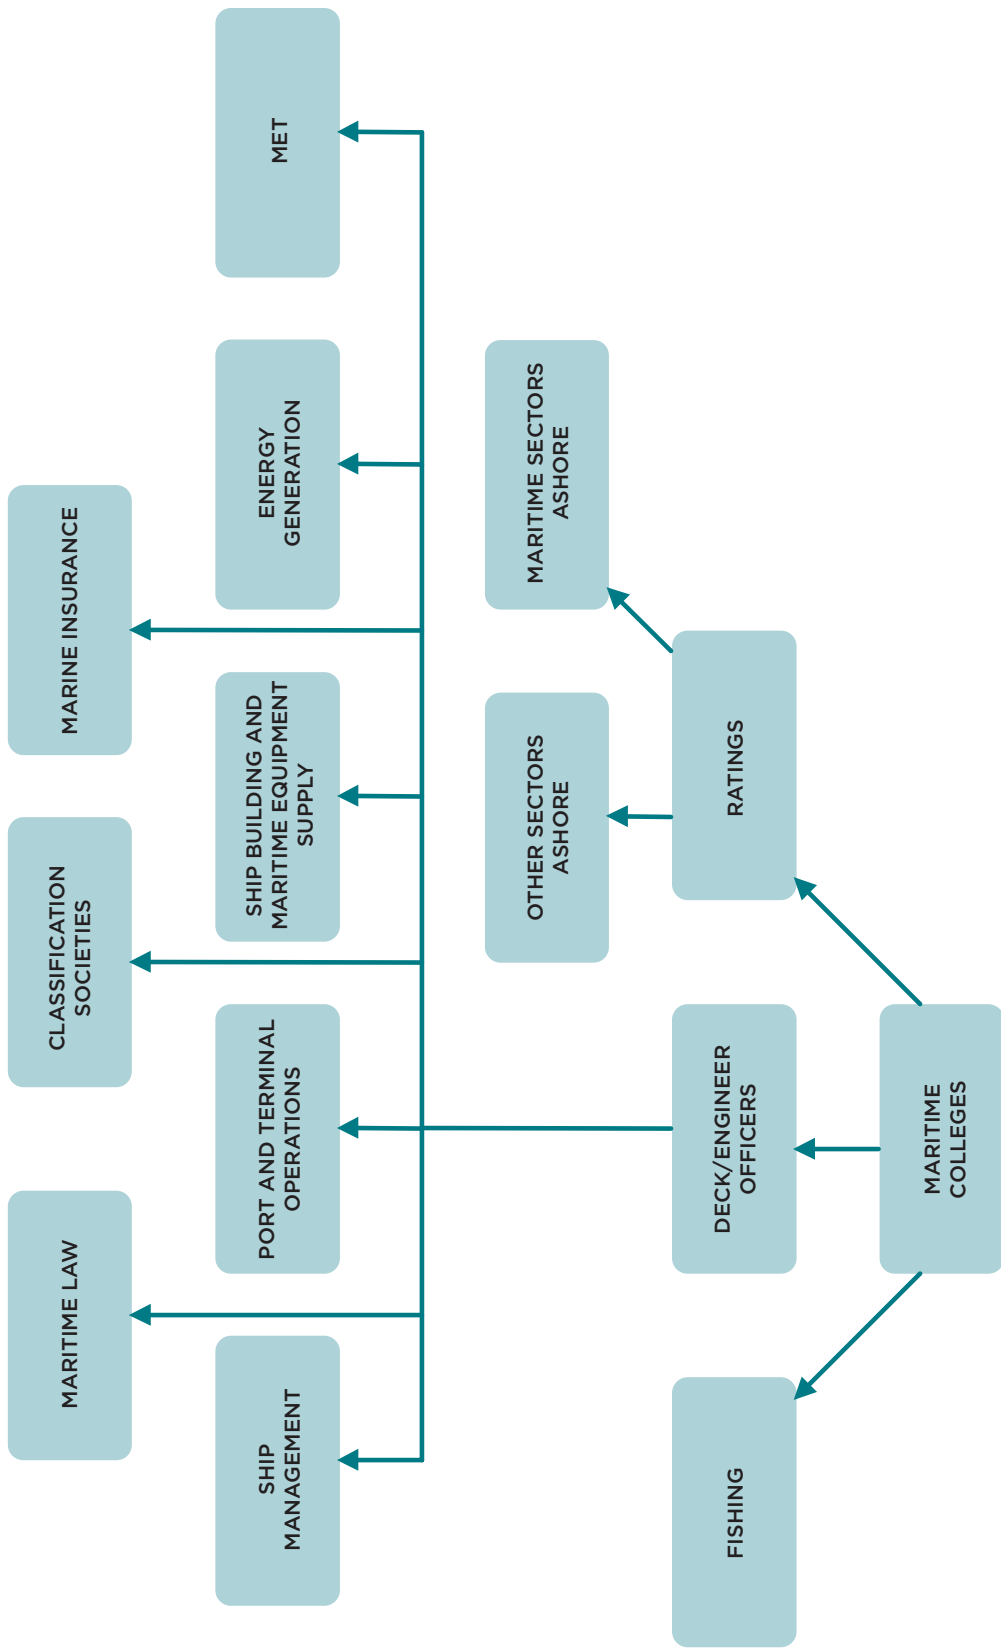 MARITIME LAW
CLASSIFICATION
SOCIETIES
MARINE INSURANCE
SHIP
MANAGEMENT
PORT AND TERMINAL
OPERATIONS
SHIP BUILDING AND
MARITIME EQUIPMENT
SUPPLY
ENERGY
GENERATION
MET
OTHER SECTORS
ASHORE
MARITIME SECTORS
ASHORE
FISHING
DECK/ENGINEER
OFFICERS
RATINGS
MARITIME
COLLEGES